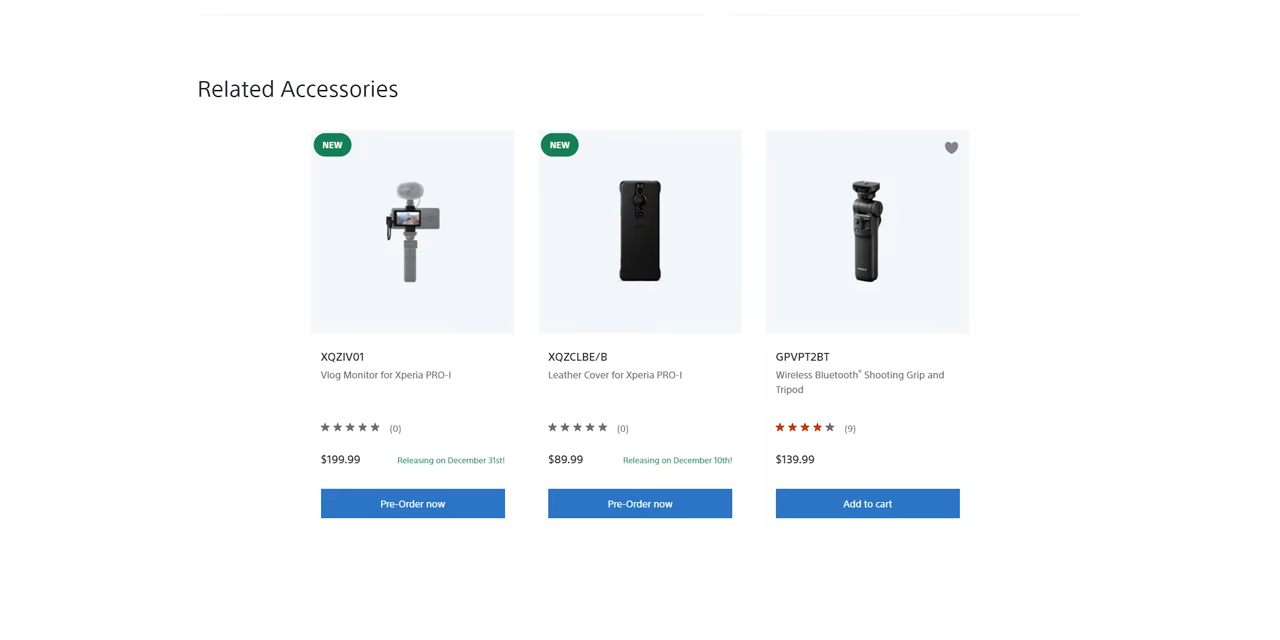 Related Accessories
NEW
NEW
XQZIV01
Vlog Monitor for Xperia PRO-I
(0)
$199.99
Releasing on December 31st!
Pre-Order now
XQZCLBE/B
Leather Cover for Xperia PRO-I
(0)
$89.99
Releasing on December 10th!
Pre-Order now
GPVPT2BT
Wireless Bluetooth® Shooting Grip and
Tripod
(9)
$139.99
Add to cart